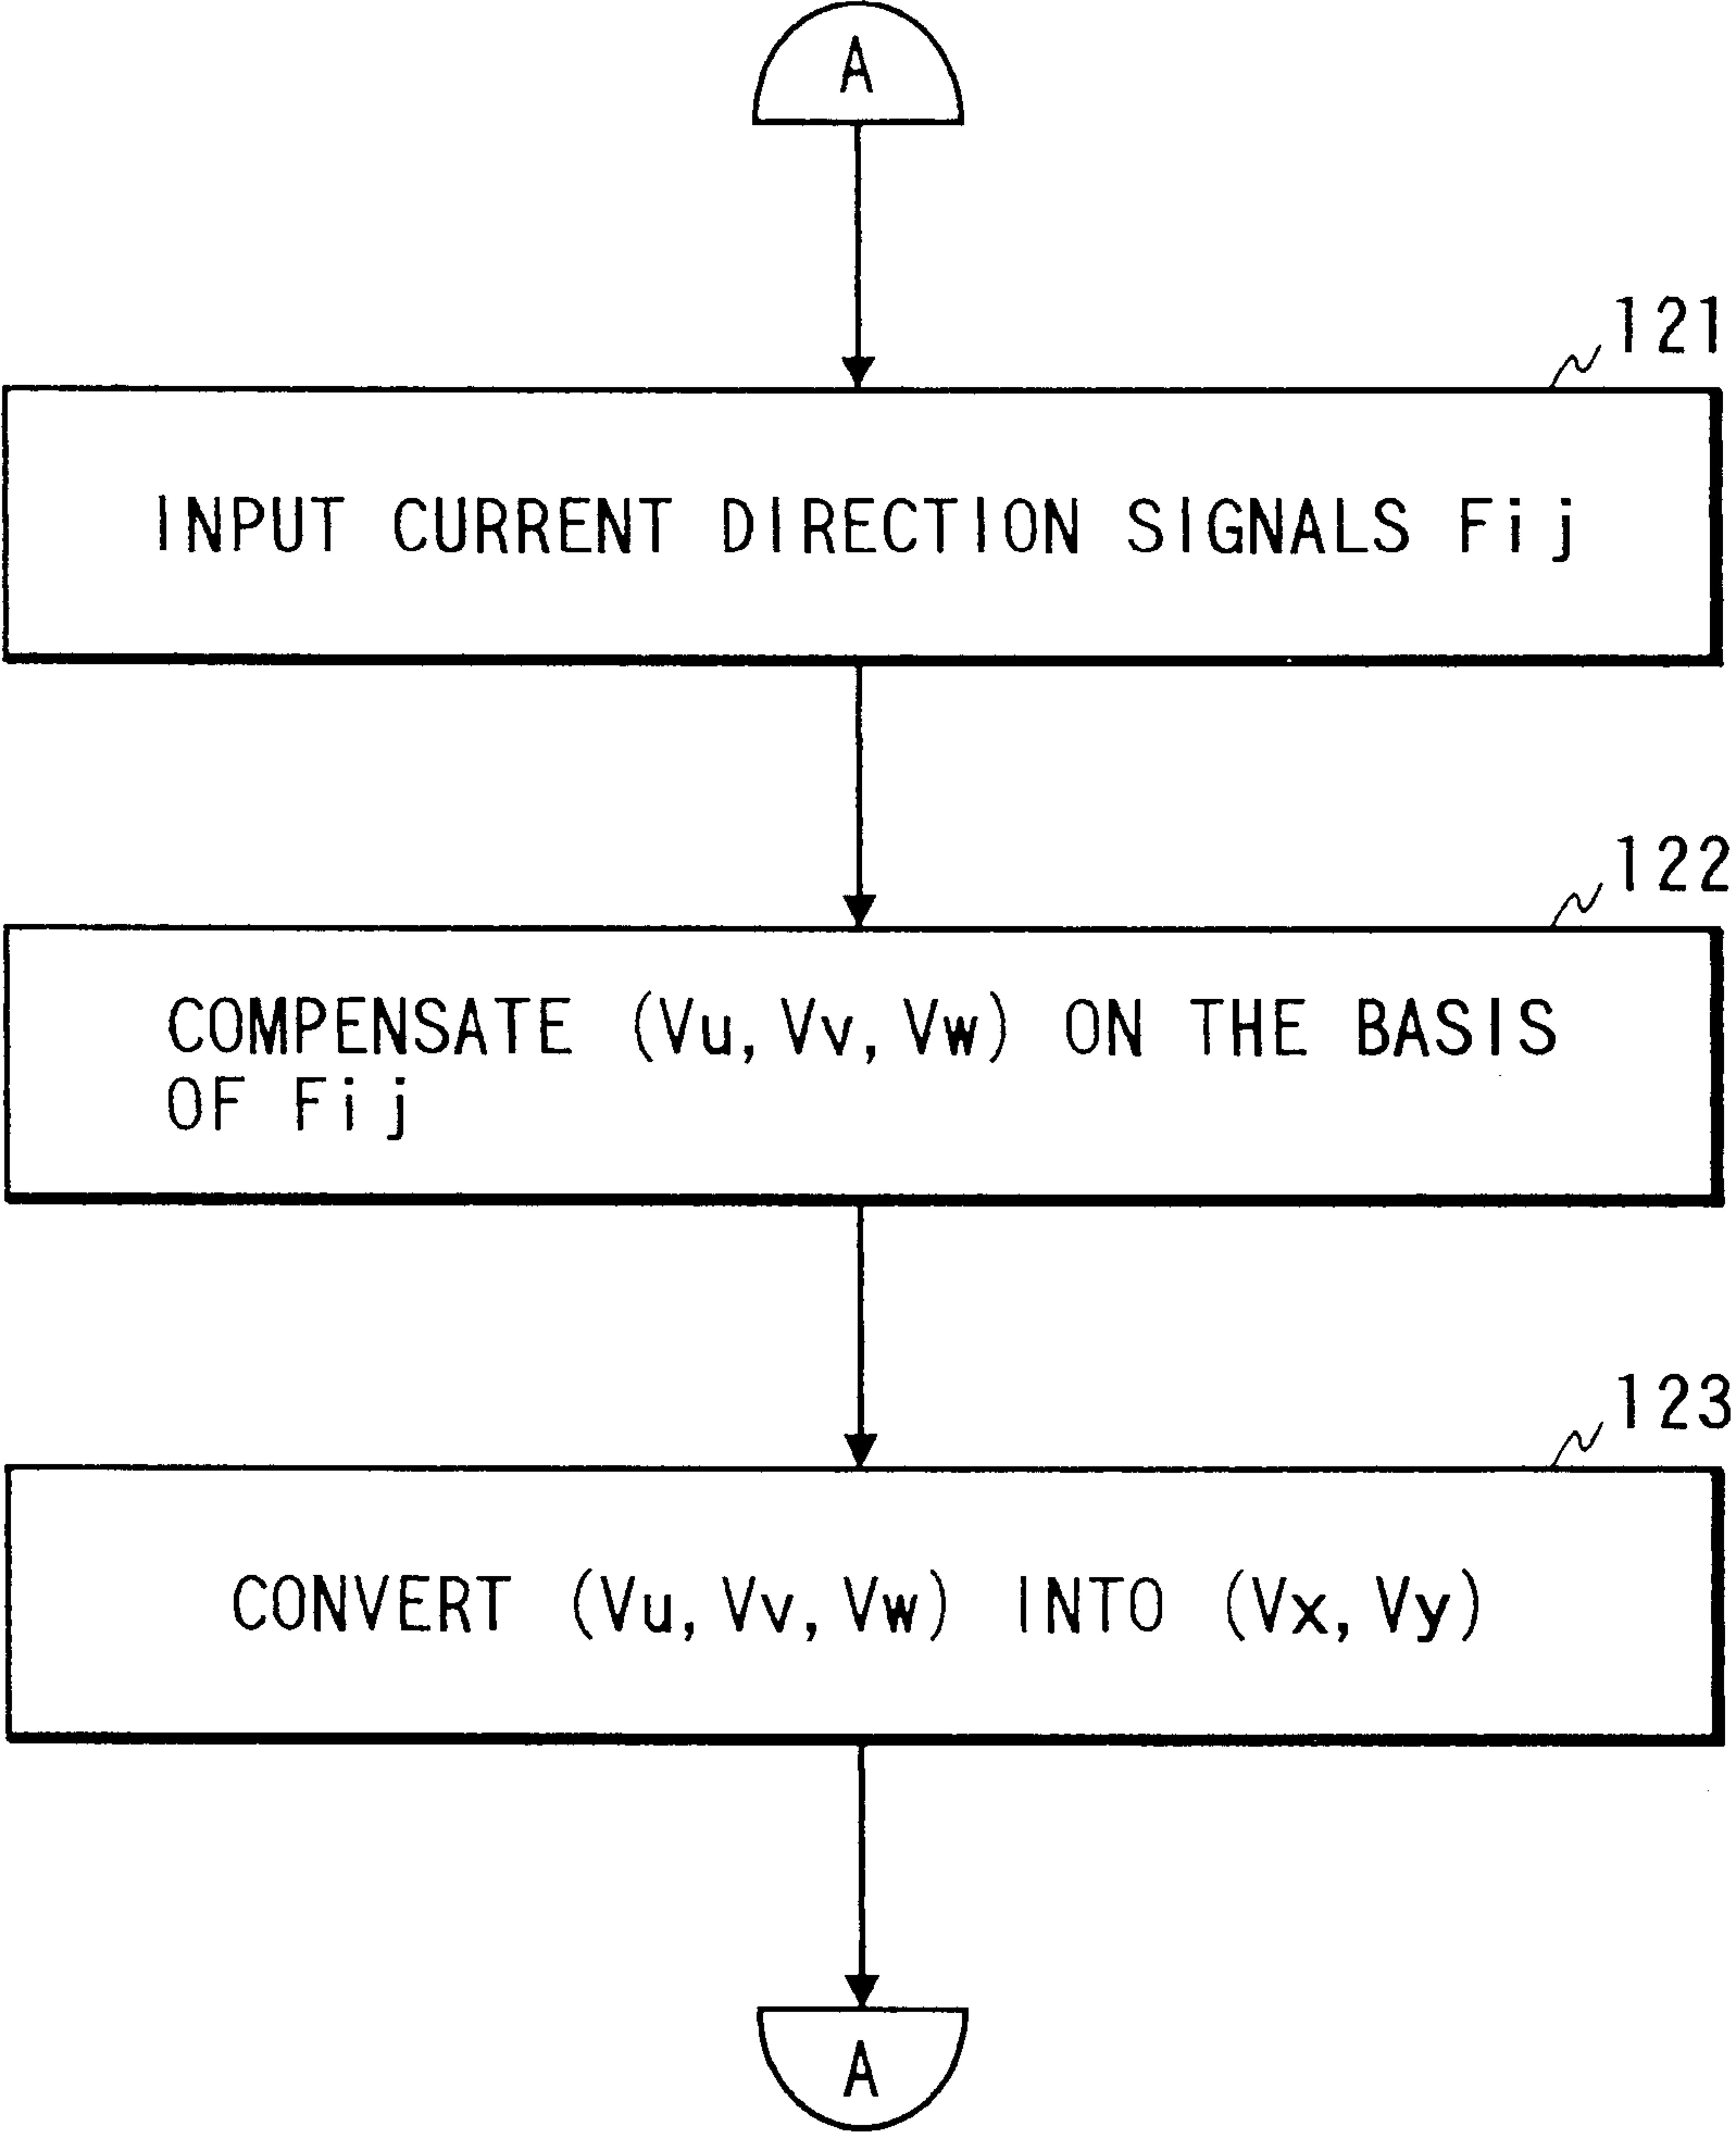 A
121
INPUT CURRENT DIRECTION SIGNALS Fij
122
COMPENSATE (Vu, Vv, Vw) ON THE BASIS
OF Fij
123
CONVERT (Vu, Vv, Vw) INTO (Vx, Vy)
A